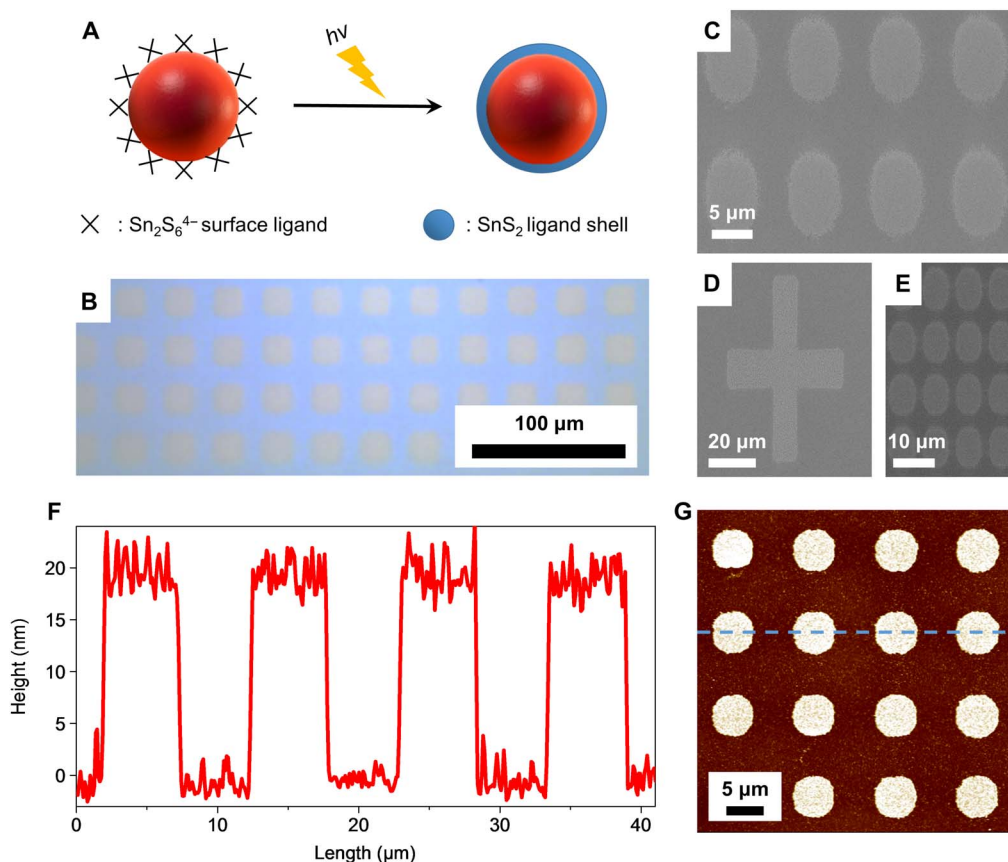 A
hν
: Sn₂S₆⁴⁻ surface ligand
: SnS₂ ligand shell
B
100 µm
C
5 µm
D
20 µm
E
10 µm
F
20
15
10
5
0
Height (nm)
0
10
20
30
40
Length (µm)
G
5 µm